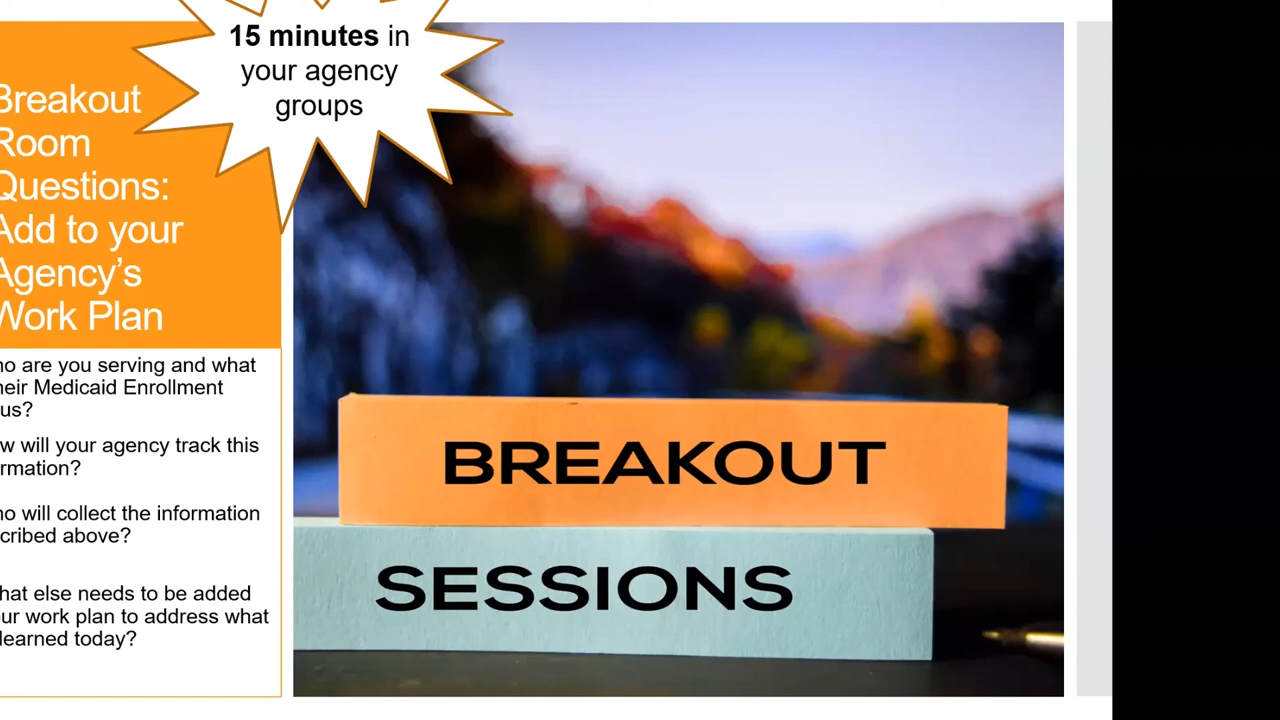 15 minutes in
your agency
groups
Breakout
Room
Questions:
Add to your
Agency's
Work Plan
are you serving and what
Medicaid Enrollment
will your agency track this
will collect the information
above?
else needs to be added
work plan to address what
learned today?
BREAKOUT
SESSIONS